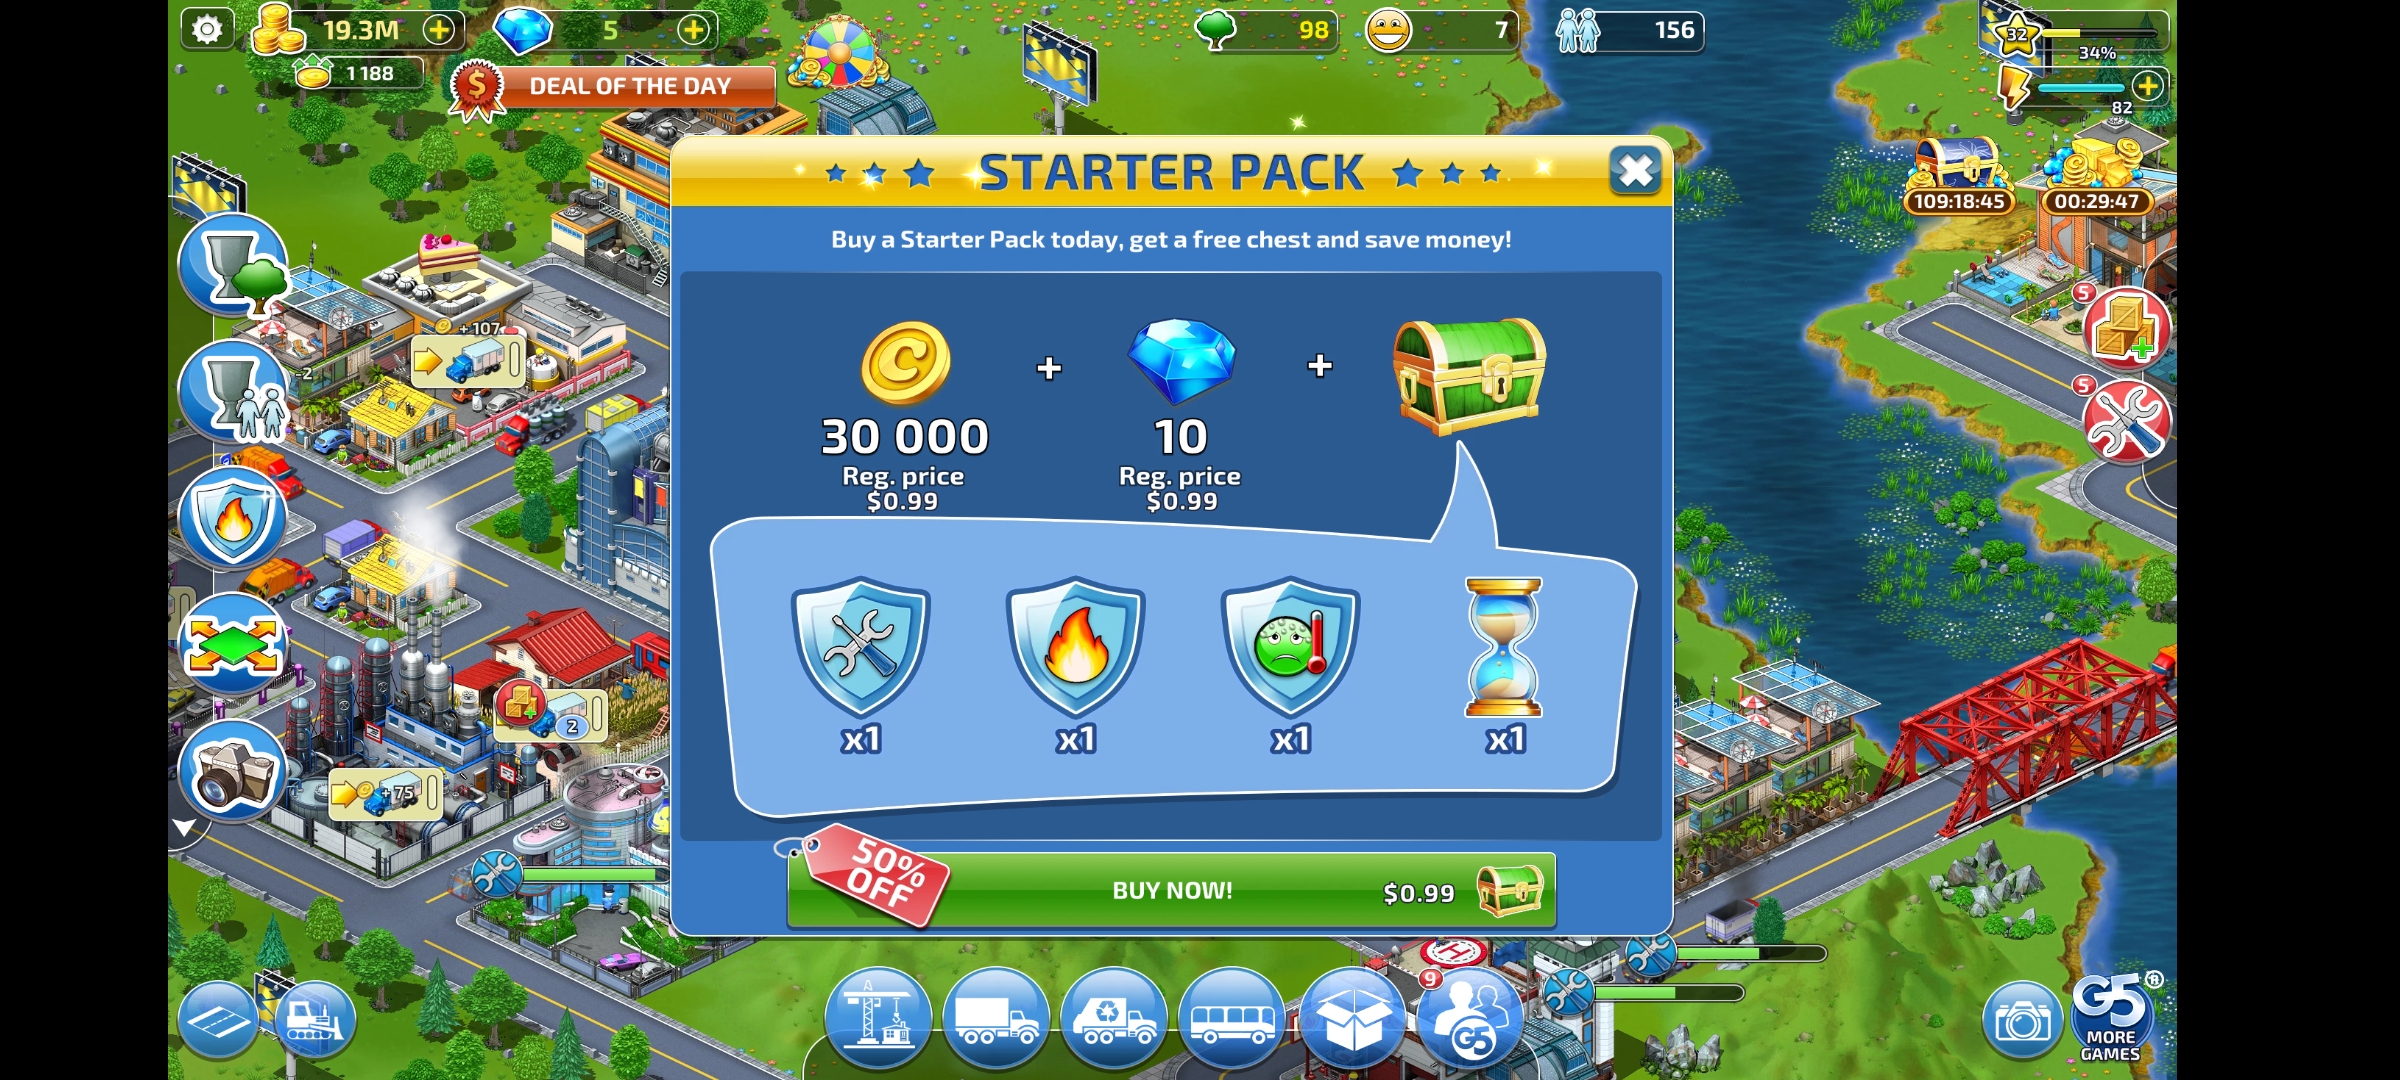 19.3M
5
98
7
156
32
34%
1 188
DEAL OF THE DAY
82
STARTER PACK
109:18:45
00:29:47
Buy a Starter Pack today, get a free chest and save money!
5
+ 107
+
+
-2
5
30 000
10
Reg. price
Reg. price
$0.99
$0.99
2
x1
x1
x1
x1
+75
50%
OFF
BUY NOW!
$0.99
H
9
G5
G5
®
MORE
GAMES